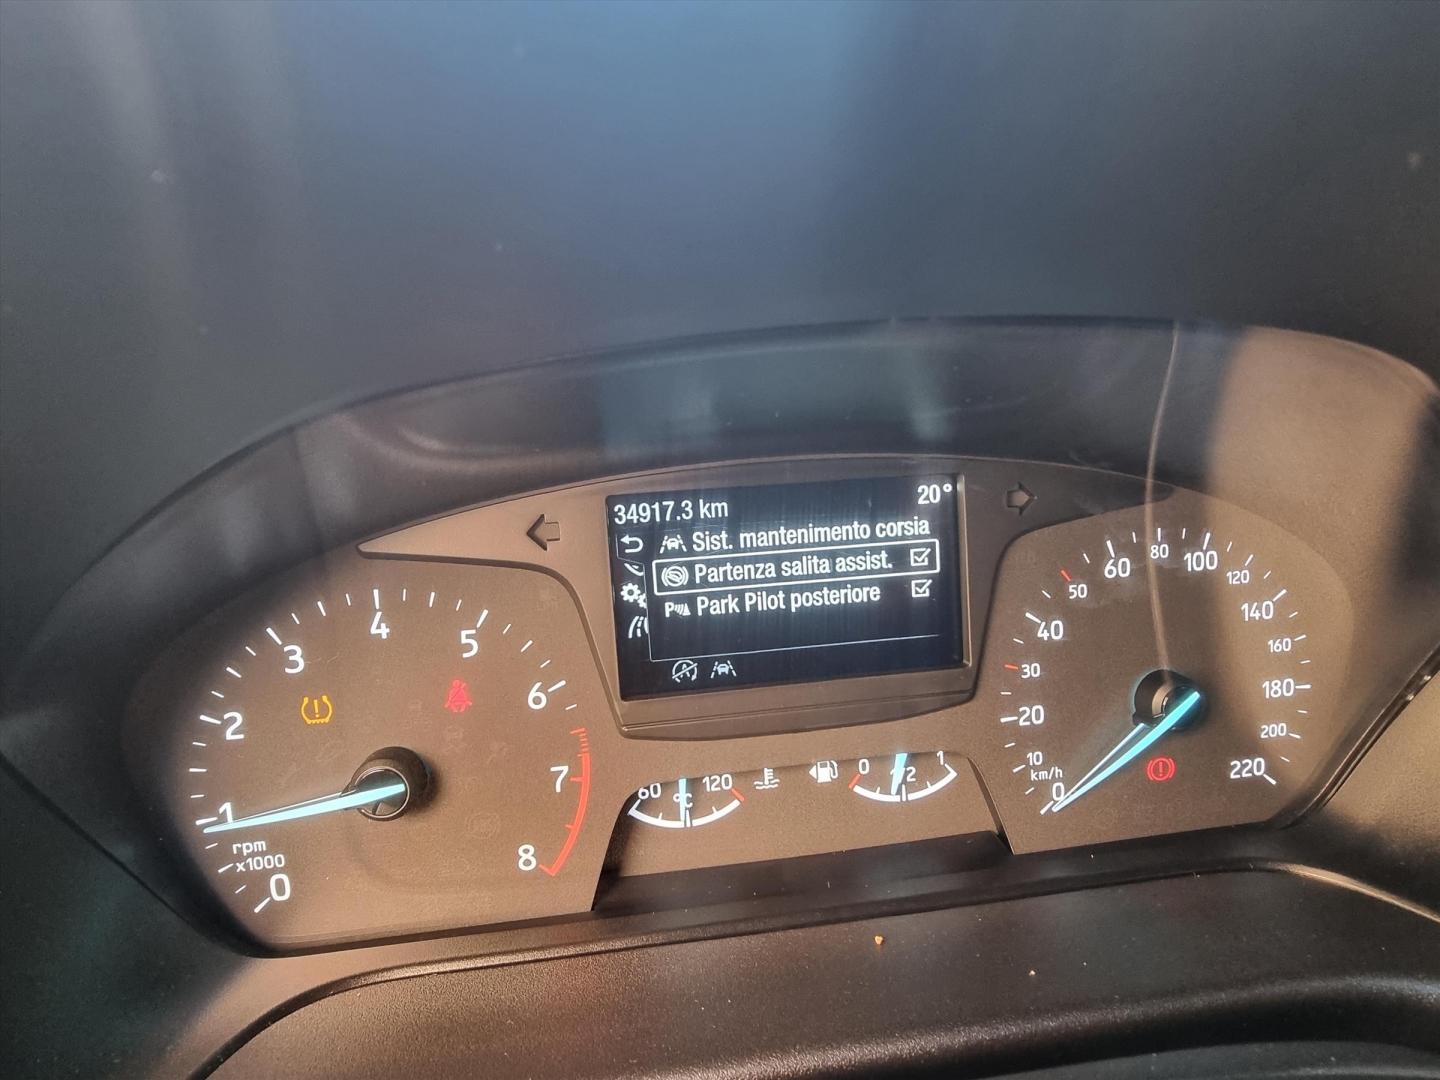 34917.3 km 20°
Sist. mantenimento corsia
Partenza salita assist.
Park Pilot posteriore
0
1
2
3
4
5
6
7
8
rpm
x1000
60 °C 120
0 1/2 1
0
10
20
30
40
50
60
80
100
120
140
160
180
200
220
km/h